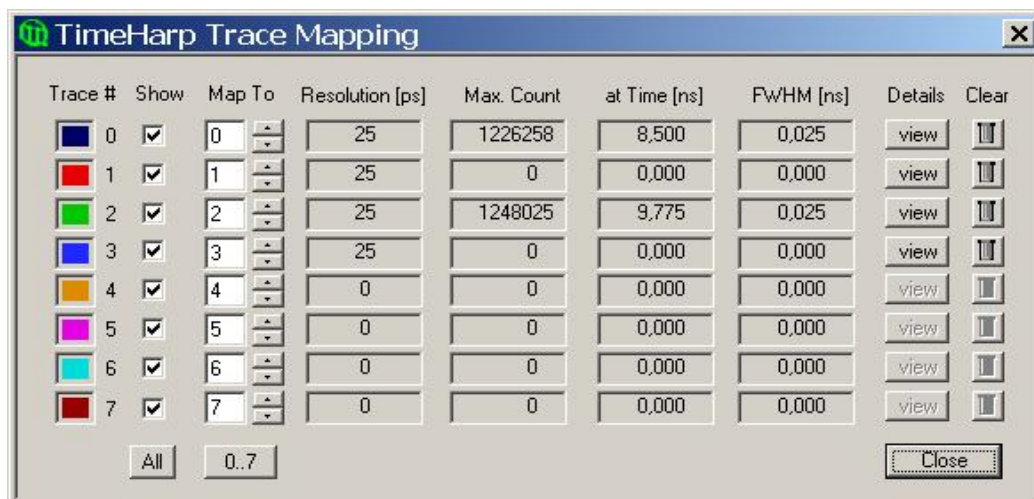 TimeHarp Trace Mapping
Trace # Show Map To Resolution [ps] Max. Count at Time [ns] FWHM [ns] Details Clear
0 0 25 1226258 8,500 0,025 view
1 1 25 0 0,000 0,000 view
2 2 25 1248025 9,775 0,025 view
3 3 25 0 0,000 0,000 view
4 4 0 0 0,000 0,000 view
5 5 0 0 0,000 0,000 view
6 6 0 0 0,000 0,000 view
7 7 0 0 0,000 0,000 view
All 0..7 Close